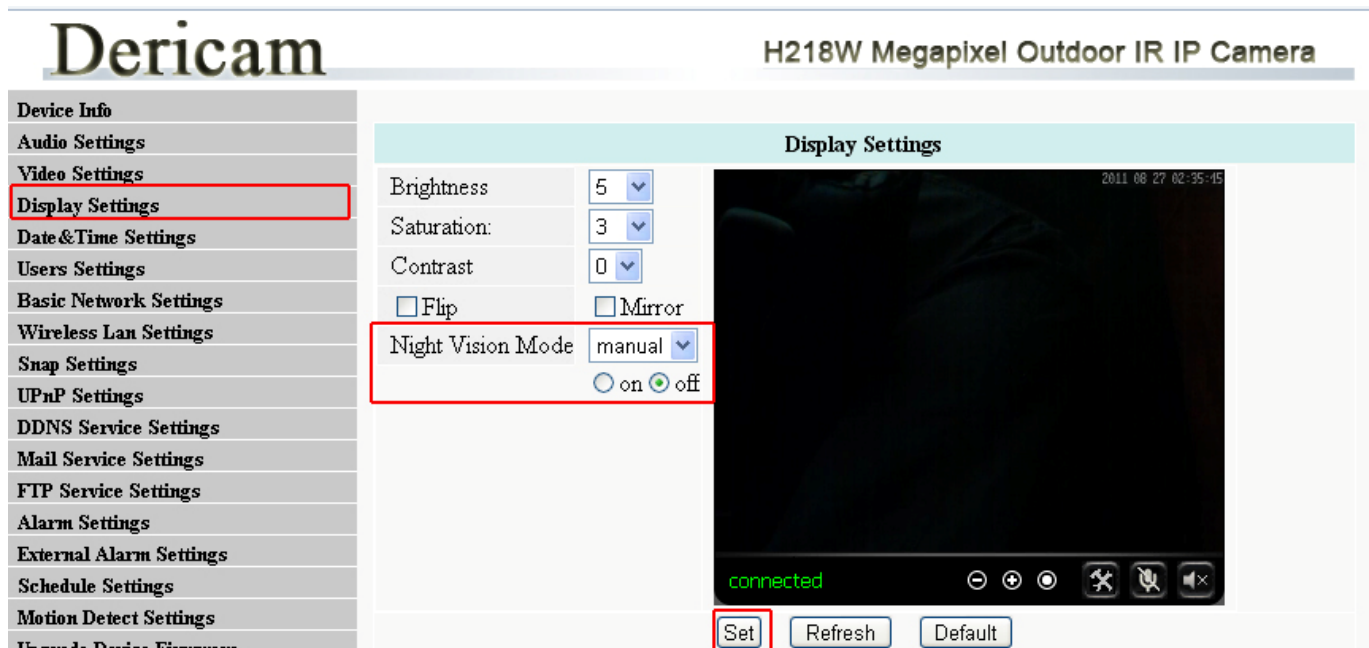 Dericam
H218W Megapixel Outdoor IR IP Camera
Device Info
Audio Settings
Video Settings
Display Settings
Date&Time Settings
Users Settings
Basic Network Settings
Wireless Lan Settings
Snap Settings
UPnP Settings
DDNS Service Settings
Mail Service Settings
FTP Service Settings
Alarm Settings
External Alarm Settings
Schedule Settings
Motion Detect Settings
Upgrade Device Firmware
Display Settings
Brightness 5
Saturation: 3
Contrast 0
Flip Mirror
Night Vision Mode manual
on off
2011 08 27 02:35:45
connected
Set Refresh Default